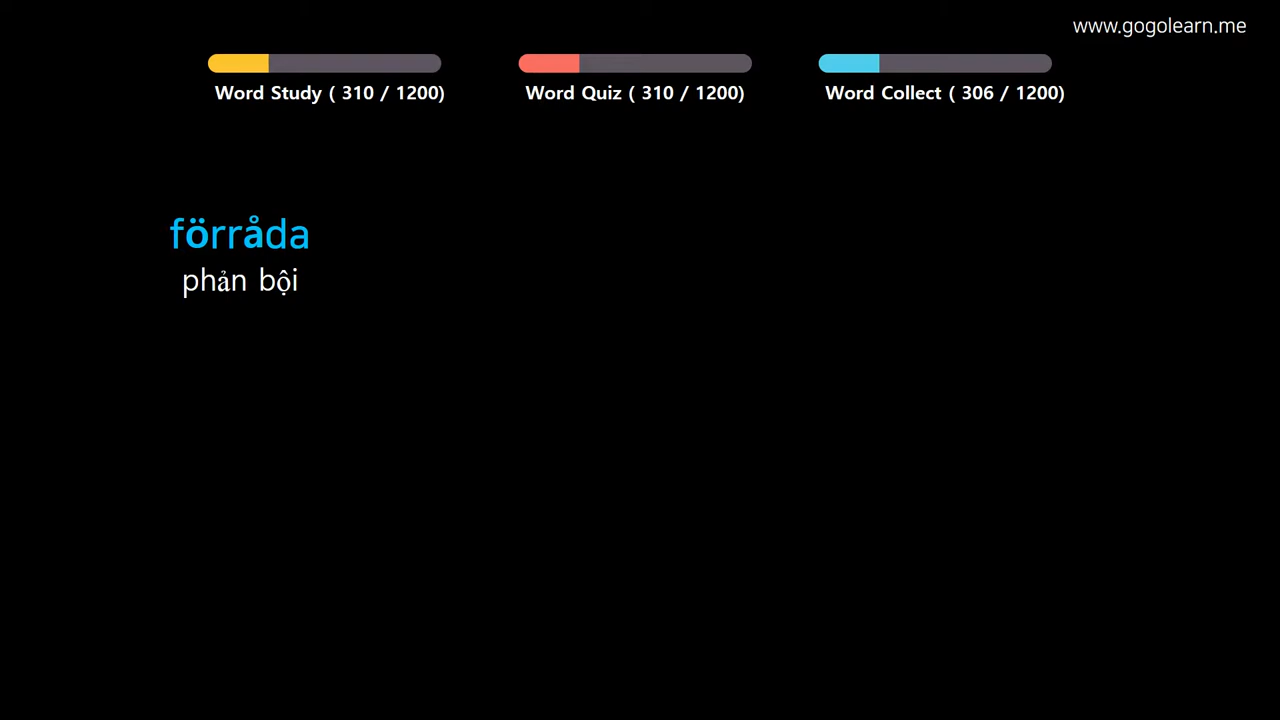 www.gogolearn.me
Word Study ( 310 / 1200)
Word Quiz ( 310 / 1200)
Word Collect ( 306 / 1200)
förråda
phản bội